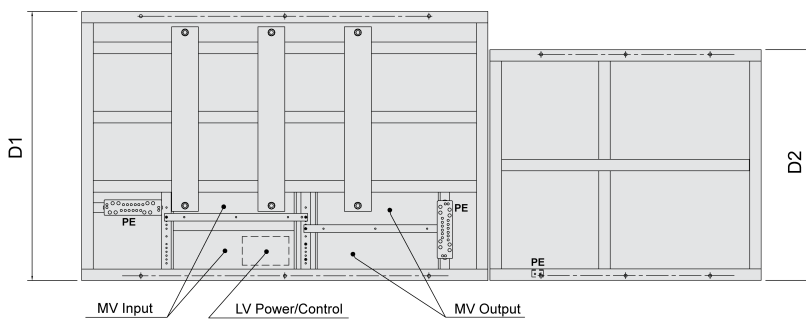 D1
PE
PE
PE
D2
MV Input
LV Power/Control
MV Output